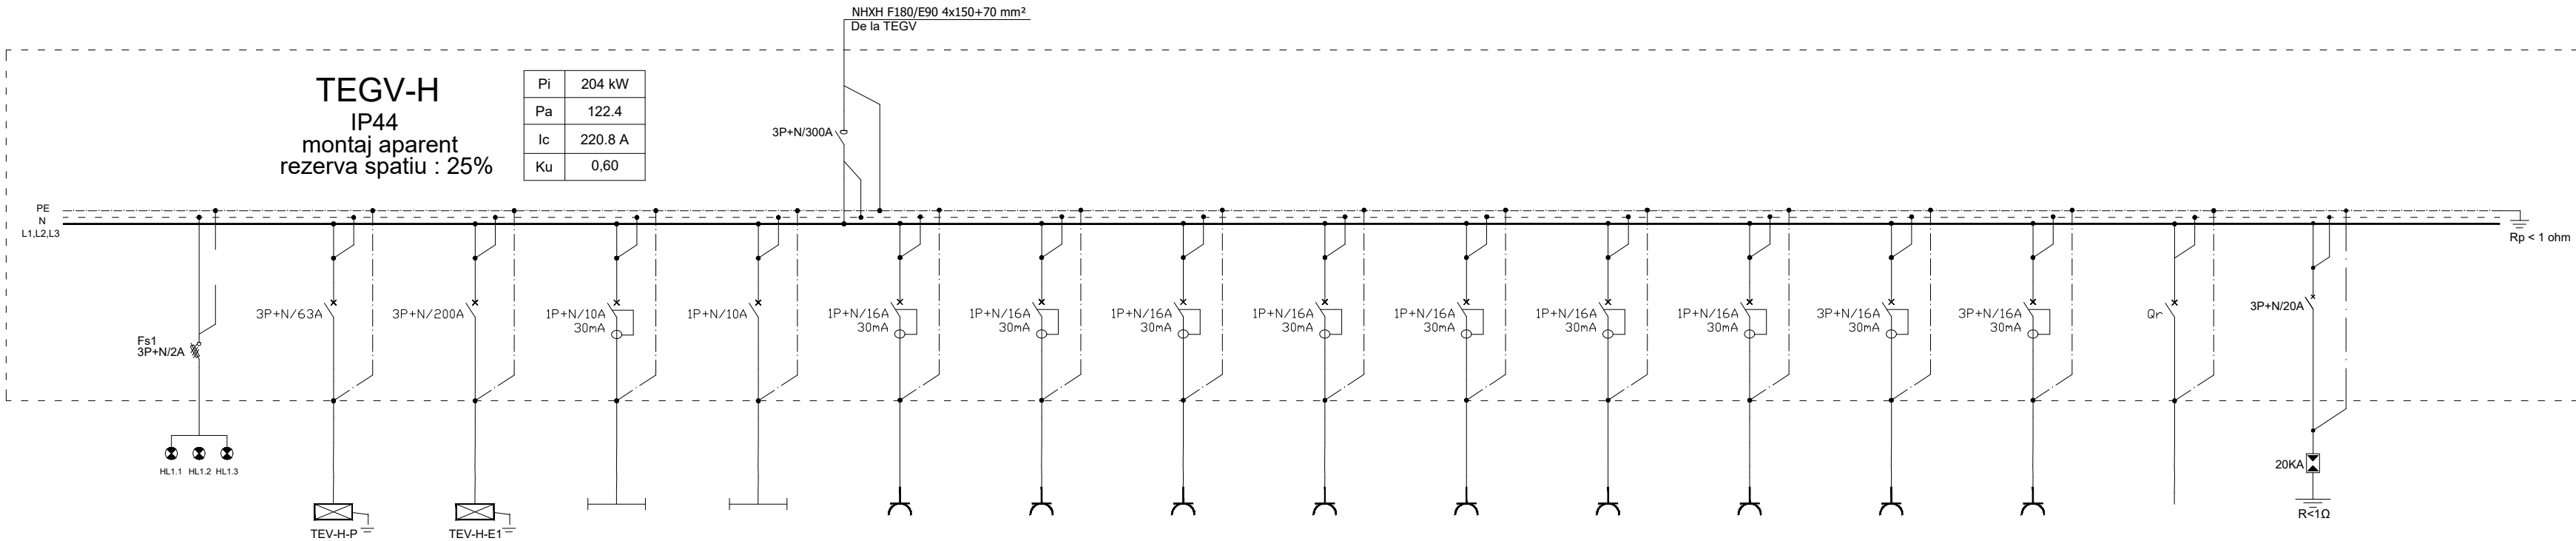 NHXH F180/E90 4x150+70 mm²
De la TEGV
TEGV-H
IP44
montaj aparent
rezerva spatiu : 25%
Pi 204 kW
Pa 122.4
Ic 220.8 A
Ku 0,60
3P+N/300A
PE
N
L1,L2,L3
Rp < 1 ohm
Fs1
3P+N/2A
HL1.1 HL1.2 HL1.3
3P+N/63A
TEV-H-P
3P+N/200A
TEV-H-E1
1P+N/10A
30mA
1P+N/10A
1P+N/16A
30mA
1P+N/16A
30mA
1P+N/16A
30mA
1P+N/16A
30mA
1P+N/16A
30mA
1P+N/16A
30mA
1P+N/16A
30mA
3P+N/16A
30mA
3P+N/16A
30mA
Qr
3P+N/20A
20KA
R<1Ω